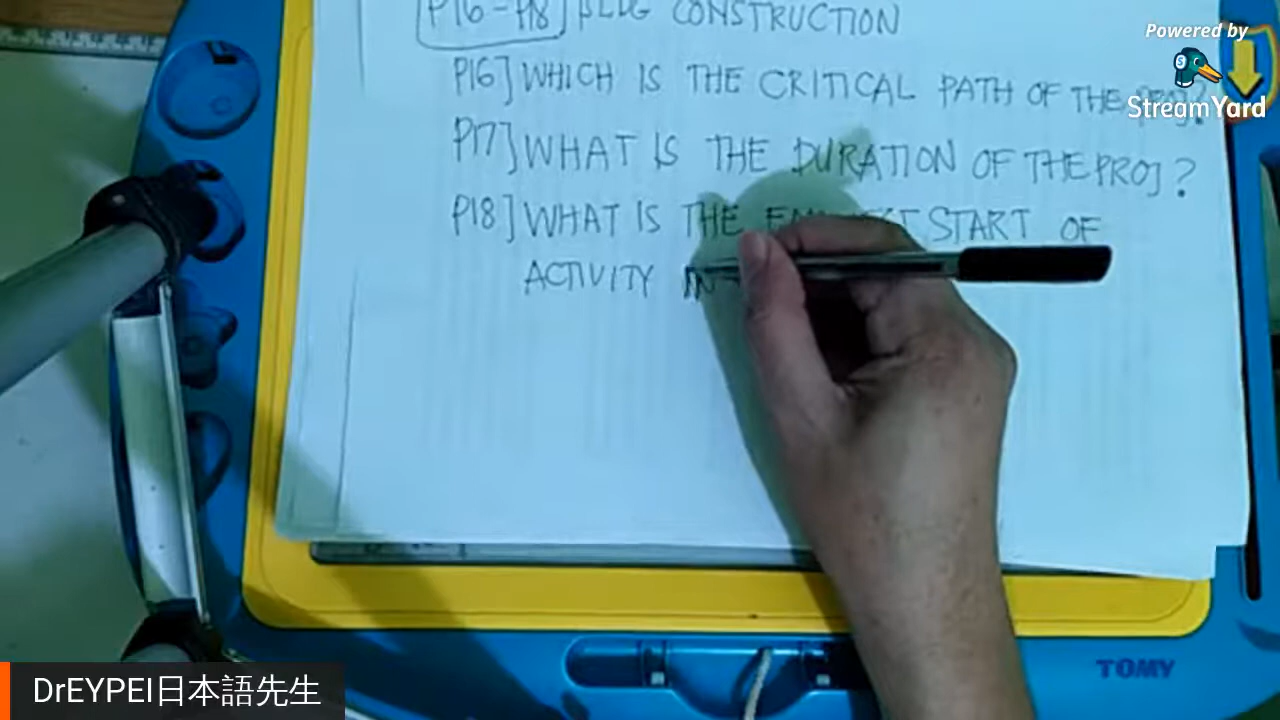 P16-P18] BLDG CONSTRUCTION
P16] WHICH IS THE CRITICAL PATH OF THE PROJ?
P17] WHAT IS THE DURATION OF THE PROJ?
P18] WHAT IS THE START OF
ACTIVITY
Powered by
StreamYard
TOMY
DrEYPEI日本語先生